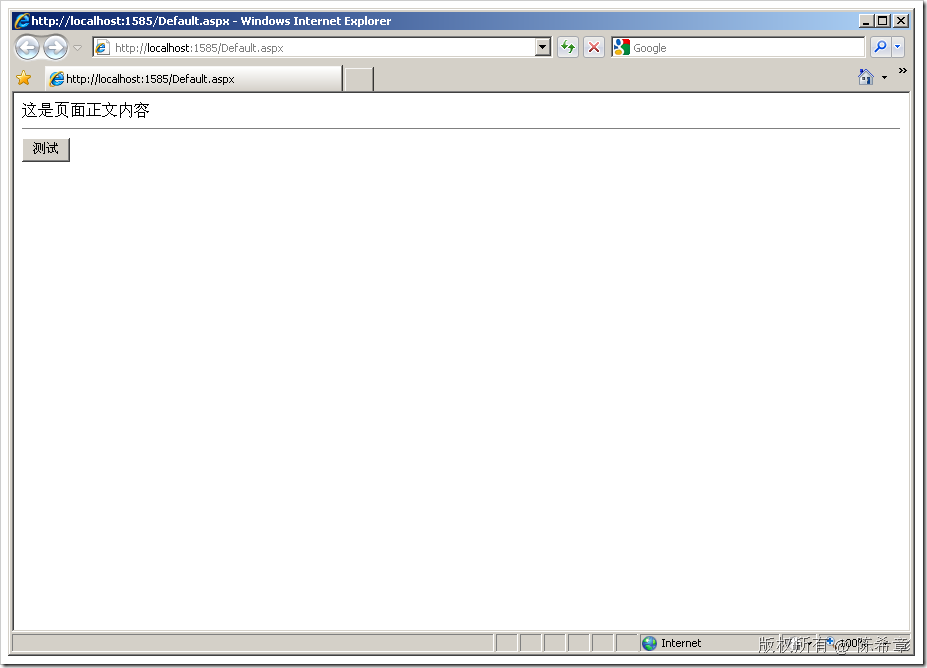 http://localhost:1585/Default.aspx - Windows Internet Explorer
http://localhost:1585/Default.aspx
Google
http://localhost:1585/Default.aspx
这是页面正文内容
测试
Internet
100%
版权所有 @ 陈希章